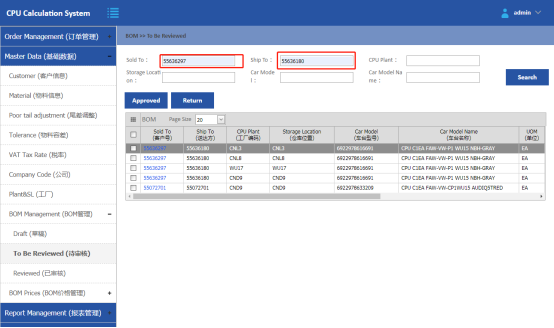 CPU Calculation System
admin
Order Management (订单管理)
Master Data (基础数据)
Customer (客户信息)
Material (物料信息)
Poor tail adjustment (尾差调整)
Tolerance (物料容差)
VAT Tax Rate (税率)
Company Code (公司)
Plant&SL (工厂)
BOM Management (BOM管理) -
Draft (草稿)
To Be Reviewed (待审核)
Reviewed (已审核)
BOM Prices (BOM价格管理) +
Report Management (报表管理)
BOM >> To Be Reviewed
Sold To : 55636297 Ship To : 55636180 CPU Plant :
Storage Locati on : Car Mode l : Car Model Na me :
Search
Approved Return
BOM Page Size 20
Sold To (客户号) Ship To (送达方) CPU Plant (工厂编码) Storage Location (仓库位置) Car Model (车台型号) Car Model Name (车台名称) UOM (单位)
55636297 55636180 CNL3 CNL3 6922978616691 CPU C1EA FAW-VW-P1 WU15 NBH-GRAY EA
55636297 55636180 CNL8 CNL8 6922978616691 CPU C1EA FAW-VW-P1 WU15 NBH-GRAY EA
55636297 55636180 WU17 WU17 6922978616691 CPU C1EA FAW-VW-P1 WU15 NBH-GRAY EA
55636297 55636180 CND9 CND9 6922978616691 CPU C1EA FAW-VW-P1 WU15 NBH-GRAY EA
55072701 55072701 CND9 CND9 6922978633209 CPU C1EA FAW-VW-CP1WU15 AUDIQ5TRED EA